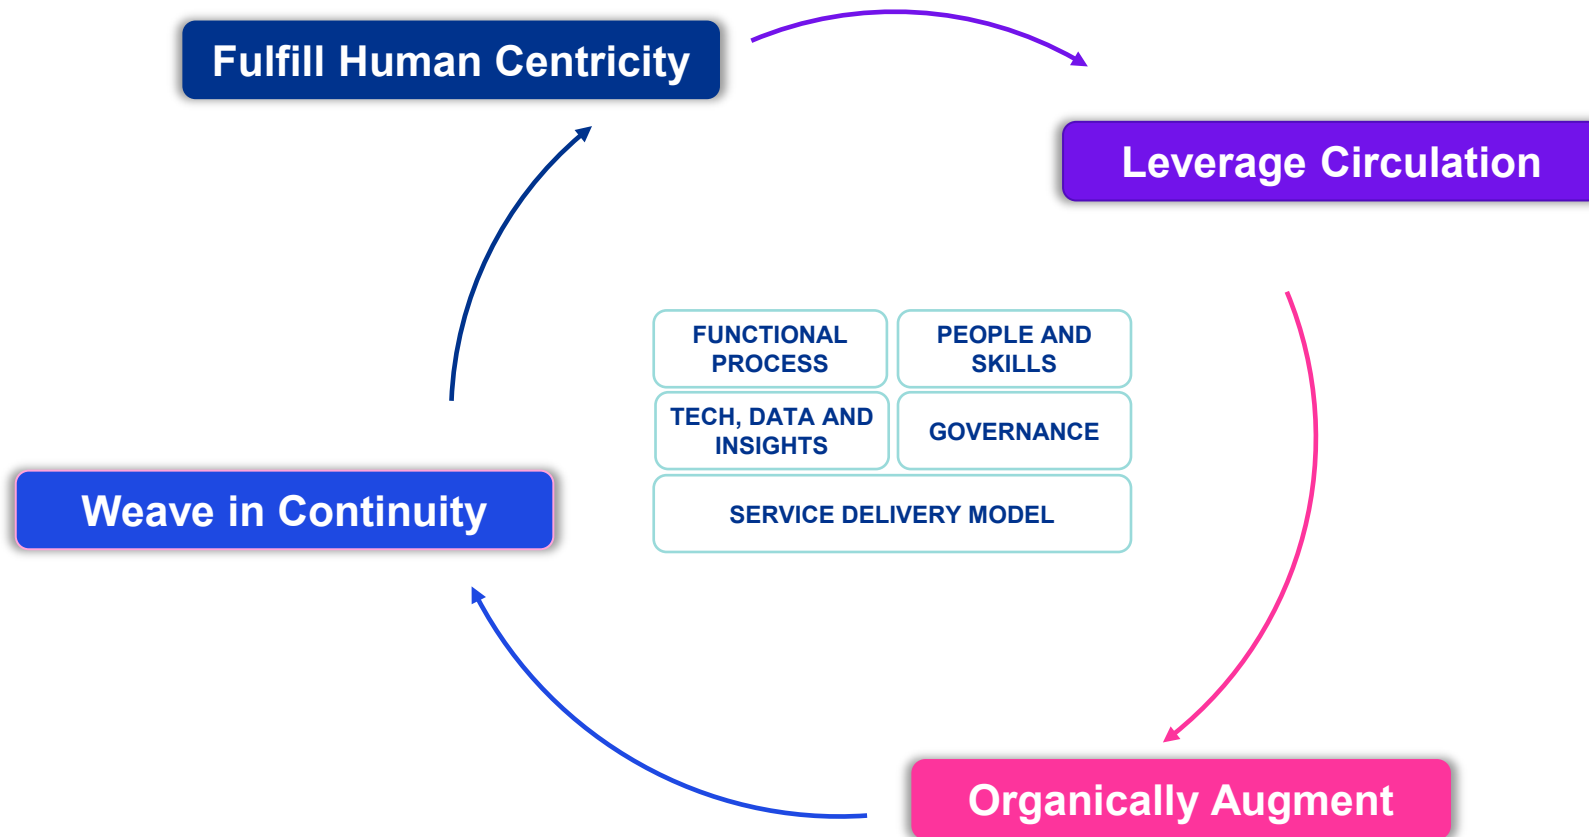 Fulfill Human Centricity
Leverage Circulation
FUNCTIONAL
PROCESS
PEOPLE AND
SKILLS
TECH, DATA AND
INSIGHTS
GOVERNANCE
SERVICE DELIVERY MODEL
Weave in Continuity
Organically Augment